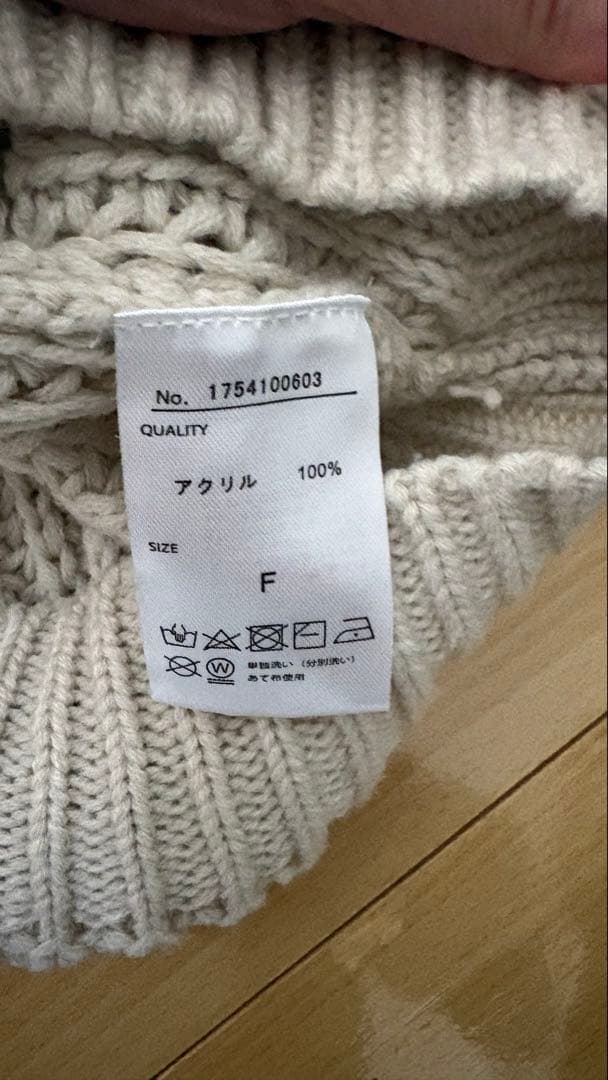 No. 1754100603
QUALITY
アクリル 100%
SIZE
F
W 単独洗い（分別洗い）
あて布使用